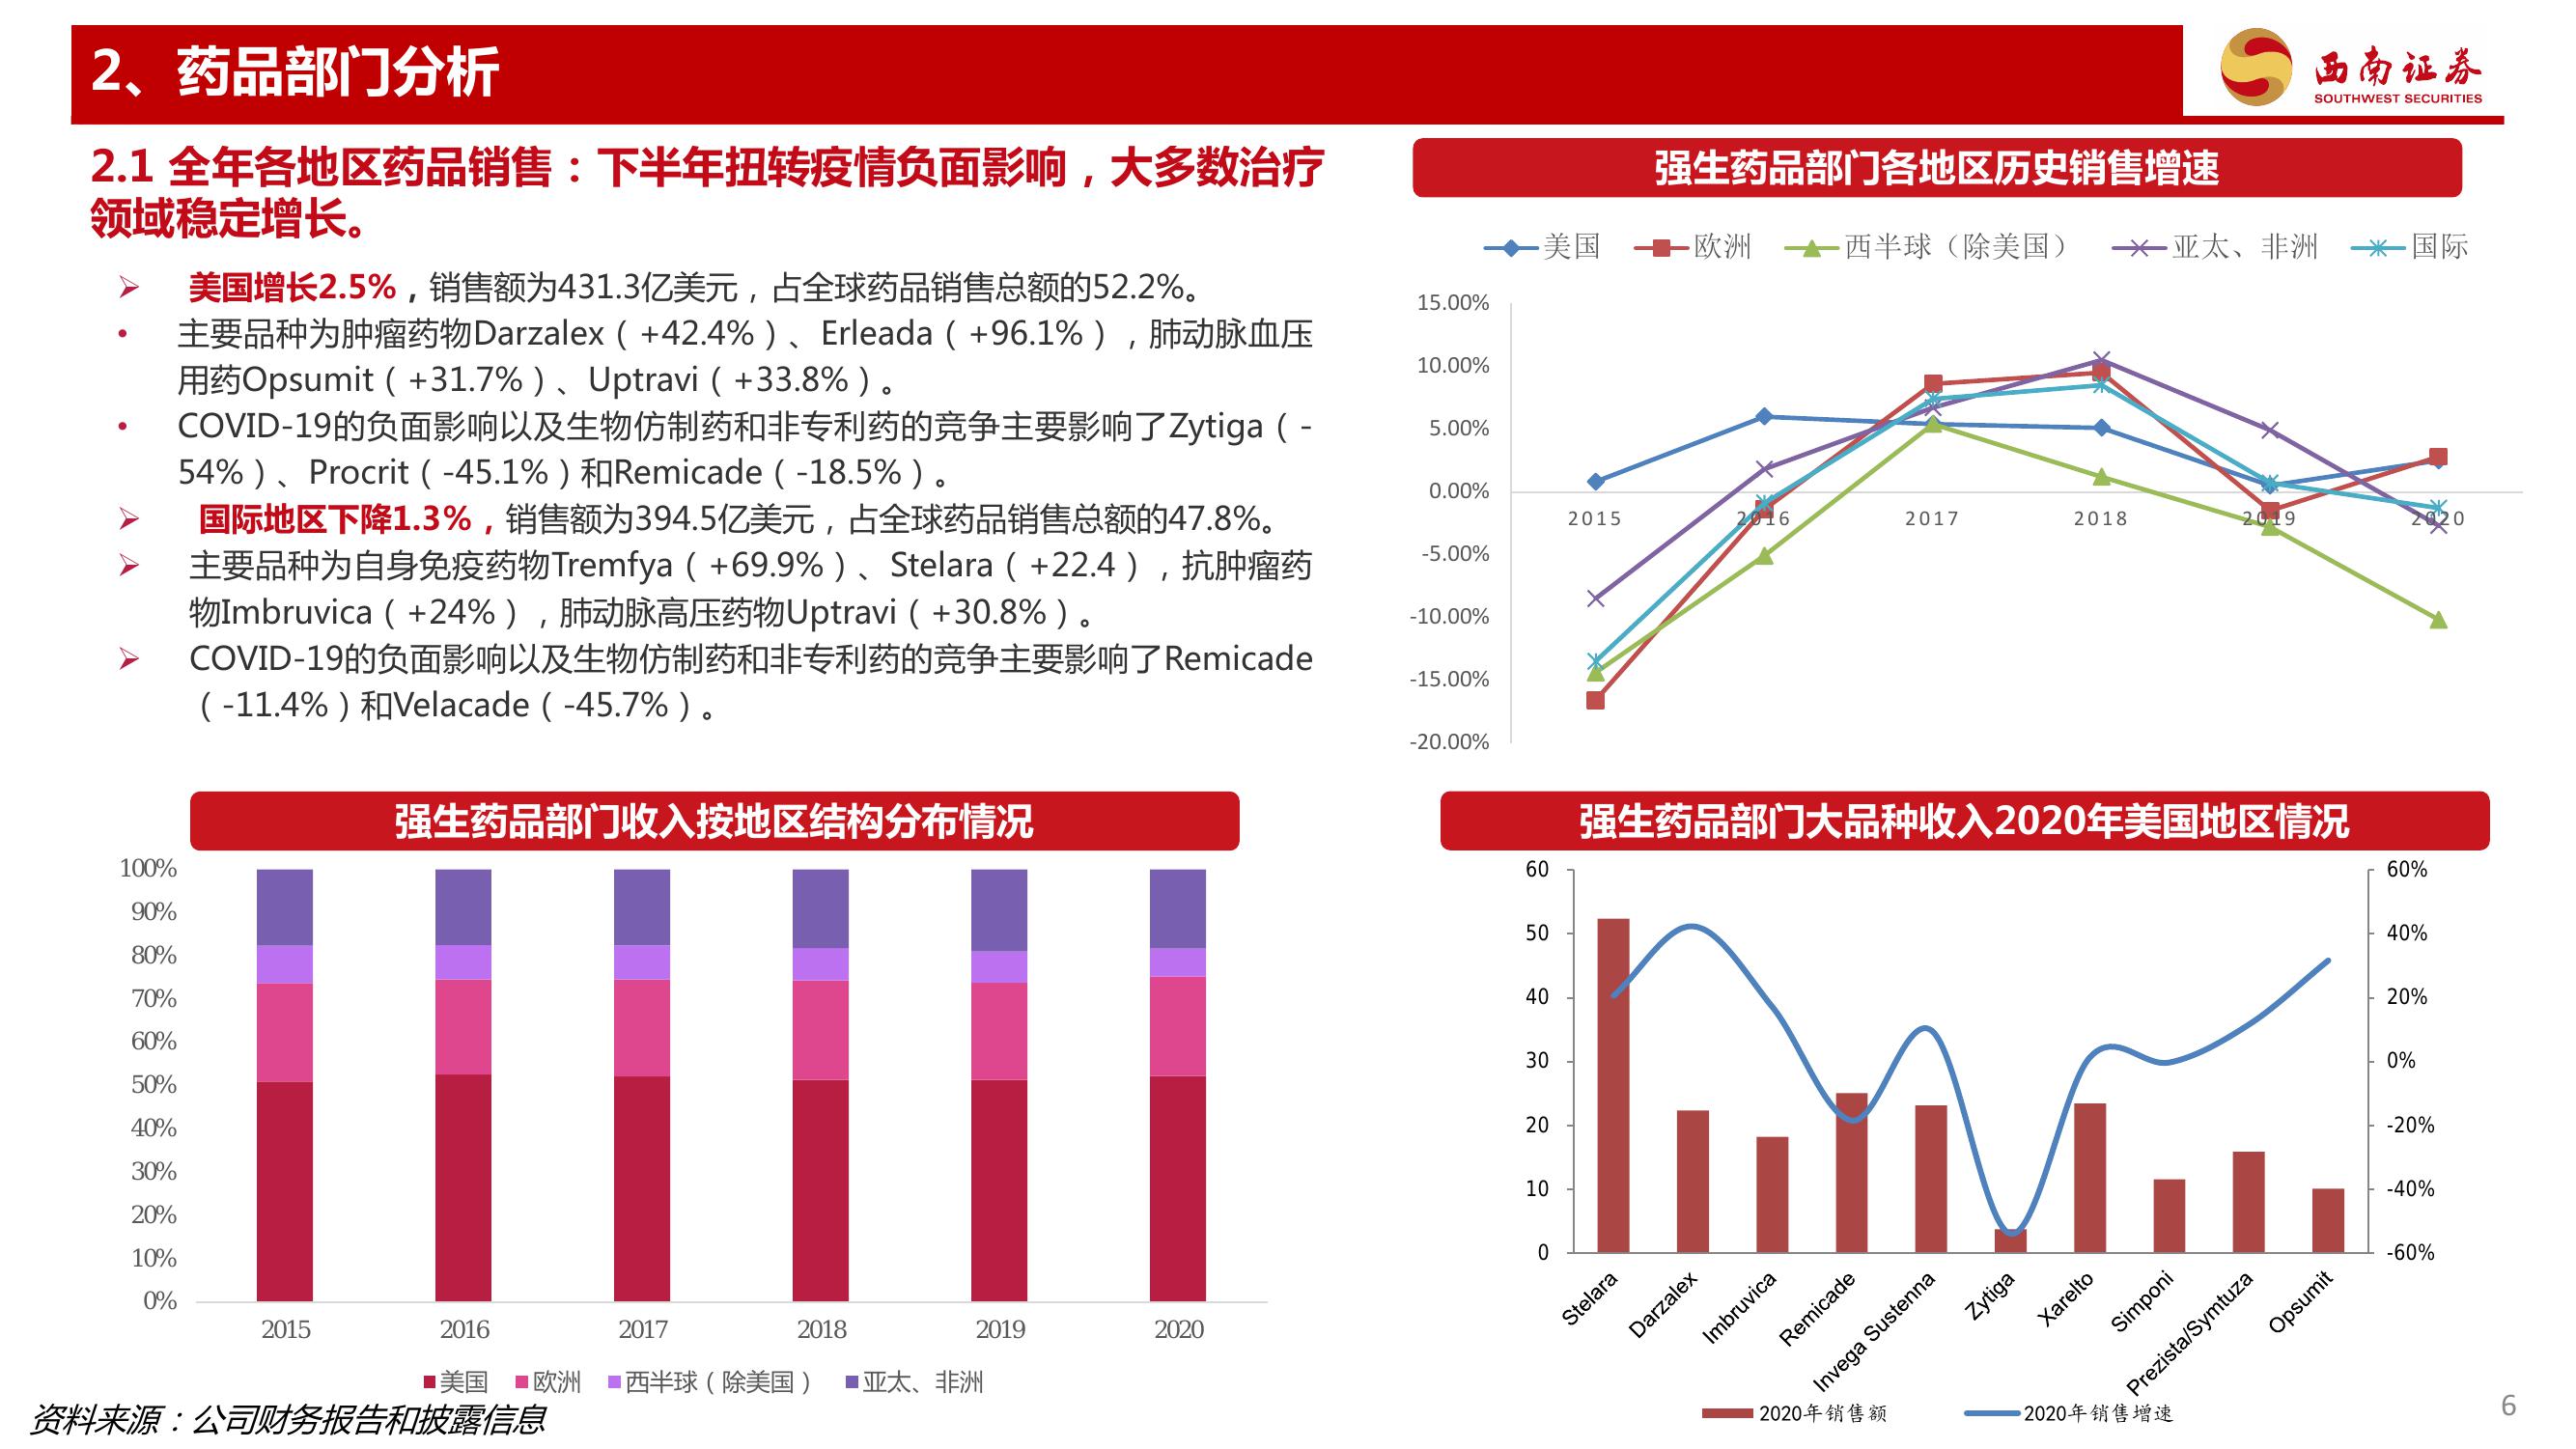 2、药品部门分析
西南证券
SOUTHWEST SECURITIES
2.1 全年各地区药品销售：下半年扭转疫情负面影响，大多数治疗
领域稳定增长。
➢ 美国增长2.5%，销售额为431.3亿美元，占全球药品销售总额的52.2%。
• 主要品种为肿瘤药物Darzalex（+42.4%）、Erleada（+96.1%），肺动脉血压
用药Opsumit（+31.7%）、Uptravi（+33.8%）。
• COVID-19的负面影响以及生物仿制药和非专利药的竞争主要影响了Zytiga（-
54%）、Procrit（-45.1%）和Remicade（-18.5%）。
➢ 国际地区下降1.3%，销售额为394.5亿美元，占全球药品销售总额的47.8%。
➢ 主要品种为自身免疫药物Tremfya（+69.9%）、Stelara（+22.4），抗肿瘤药
物Imbruvica（+24%），肺动脉高压药物Uptravi（+30.8%）。
➢ COVID-19的负面影响以及生物仿制药和非专利药的竞争主要影响了Remicade
（-11.4%）和Velacade（-45.7%）。
强生药品部门各地区历史销售增速
美国 欧洲 西半球（除美国） 亚太、非洲 国际
15.00%
10.00%
5.00%
0.00%
-5.00%
-10.00%
-15.00%
-20.00%
2015 2016 2017 2018 2019 2020
强生药品部门收入按地区结构分布情况
100%
90%
80%
70%
60%
50%
40%
30%
20%
10%
0%
2015 2016 2017 2018 2019 2020
美国 欧洲 西半球（除美国） 亚太、非洲
强生药品部门大品种收入2020年美国地区情况
60
50
40
30
20
10
0
60%
40%
20%
0%
-20%
-40%
-60%
Stelara
Darzalex
Imbruvica
Remicade
Invega Sustenna
Zytiga
Xarelto
Simponi
Prezista/Symtuza
Opsumit
2020年销售额 2020年销售增速
资料来源：公司财务报告和披露信息
6